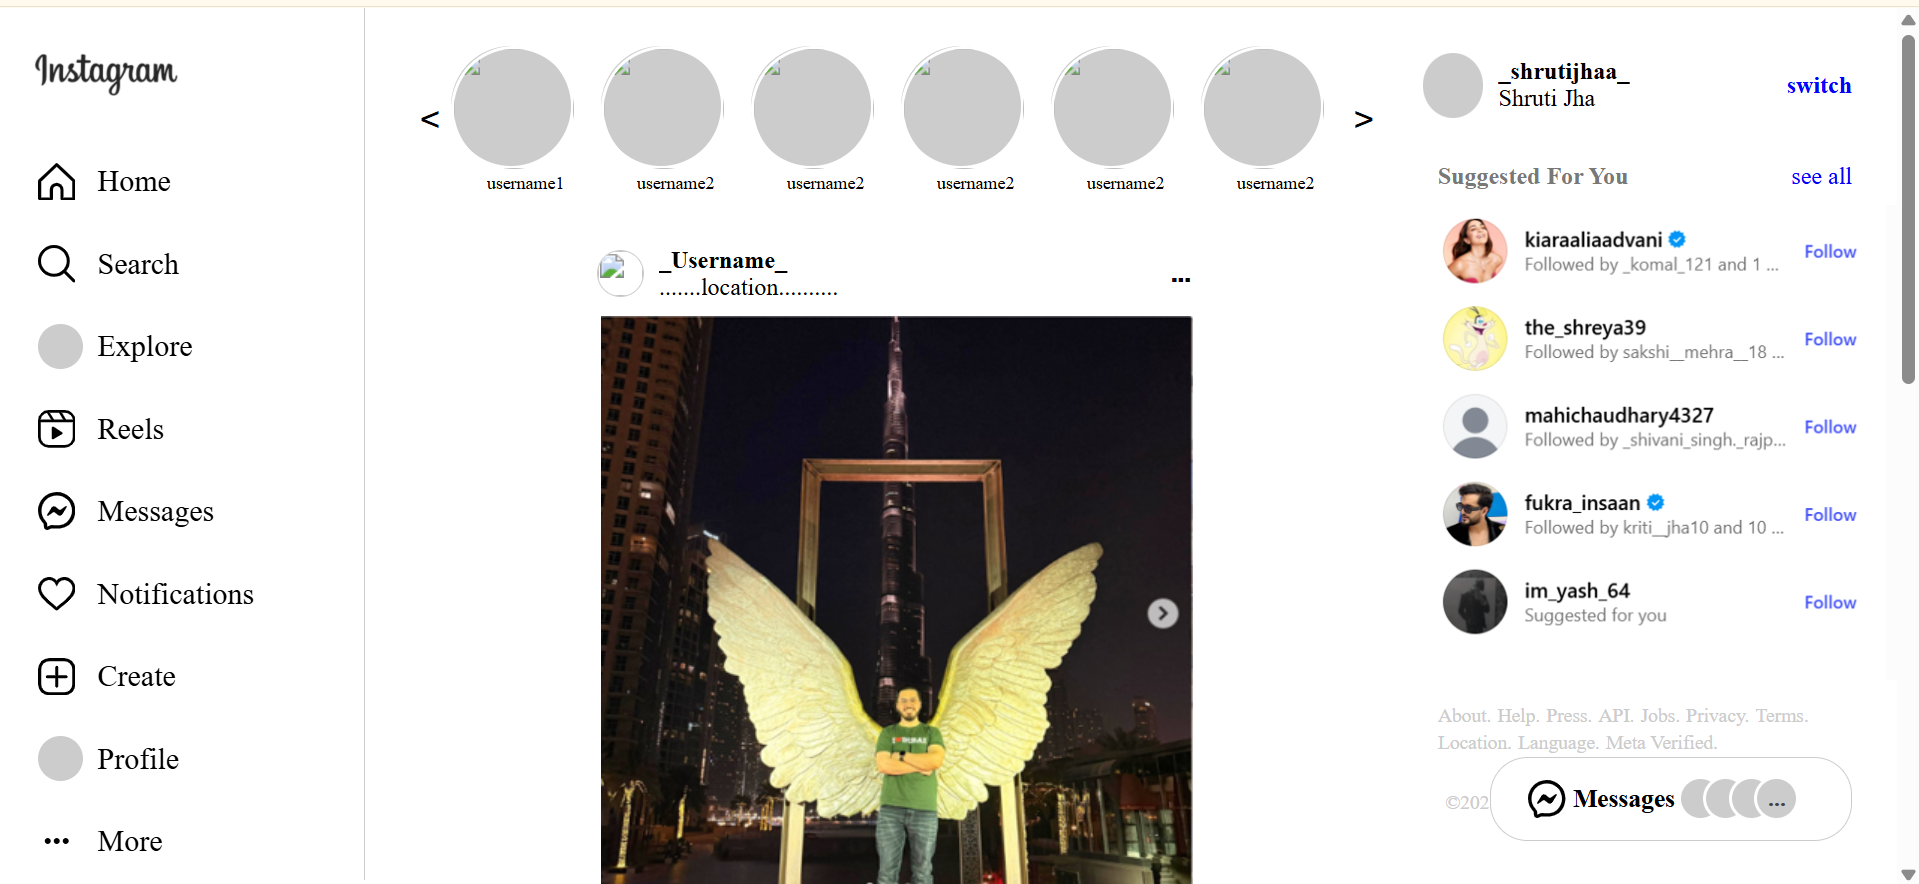 Instagram
Home
Search
Explore
Reels
Messages
Notifications
Create
Profile
More
<
username1
username2
username2
username2
username2
username2
>
_Username_
.......location..........
...
_shrutijhaa_
Shruti Jha
switch
Suggested For You
see all
kiaraaliaadvani
Followed by _komal_121 and 1 ...
Follow
the_shreya39
Followed by sakshi__mehra__18 ...
Follow
mahichaudhary4327
Followed by _shivani_singh._rajp...
Follow
fukra_insaan
Followed by kriti__jha10 and 10 ...
Follow
im_yash_64
Suggested for you
Follow
About. Help. Press. API. Jobs. Privacy. Terms.
Location. Language. Meta Verified.
©202
Messages
...